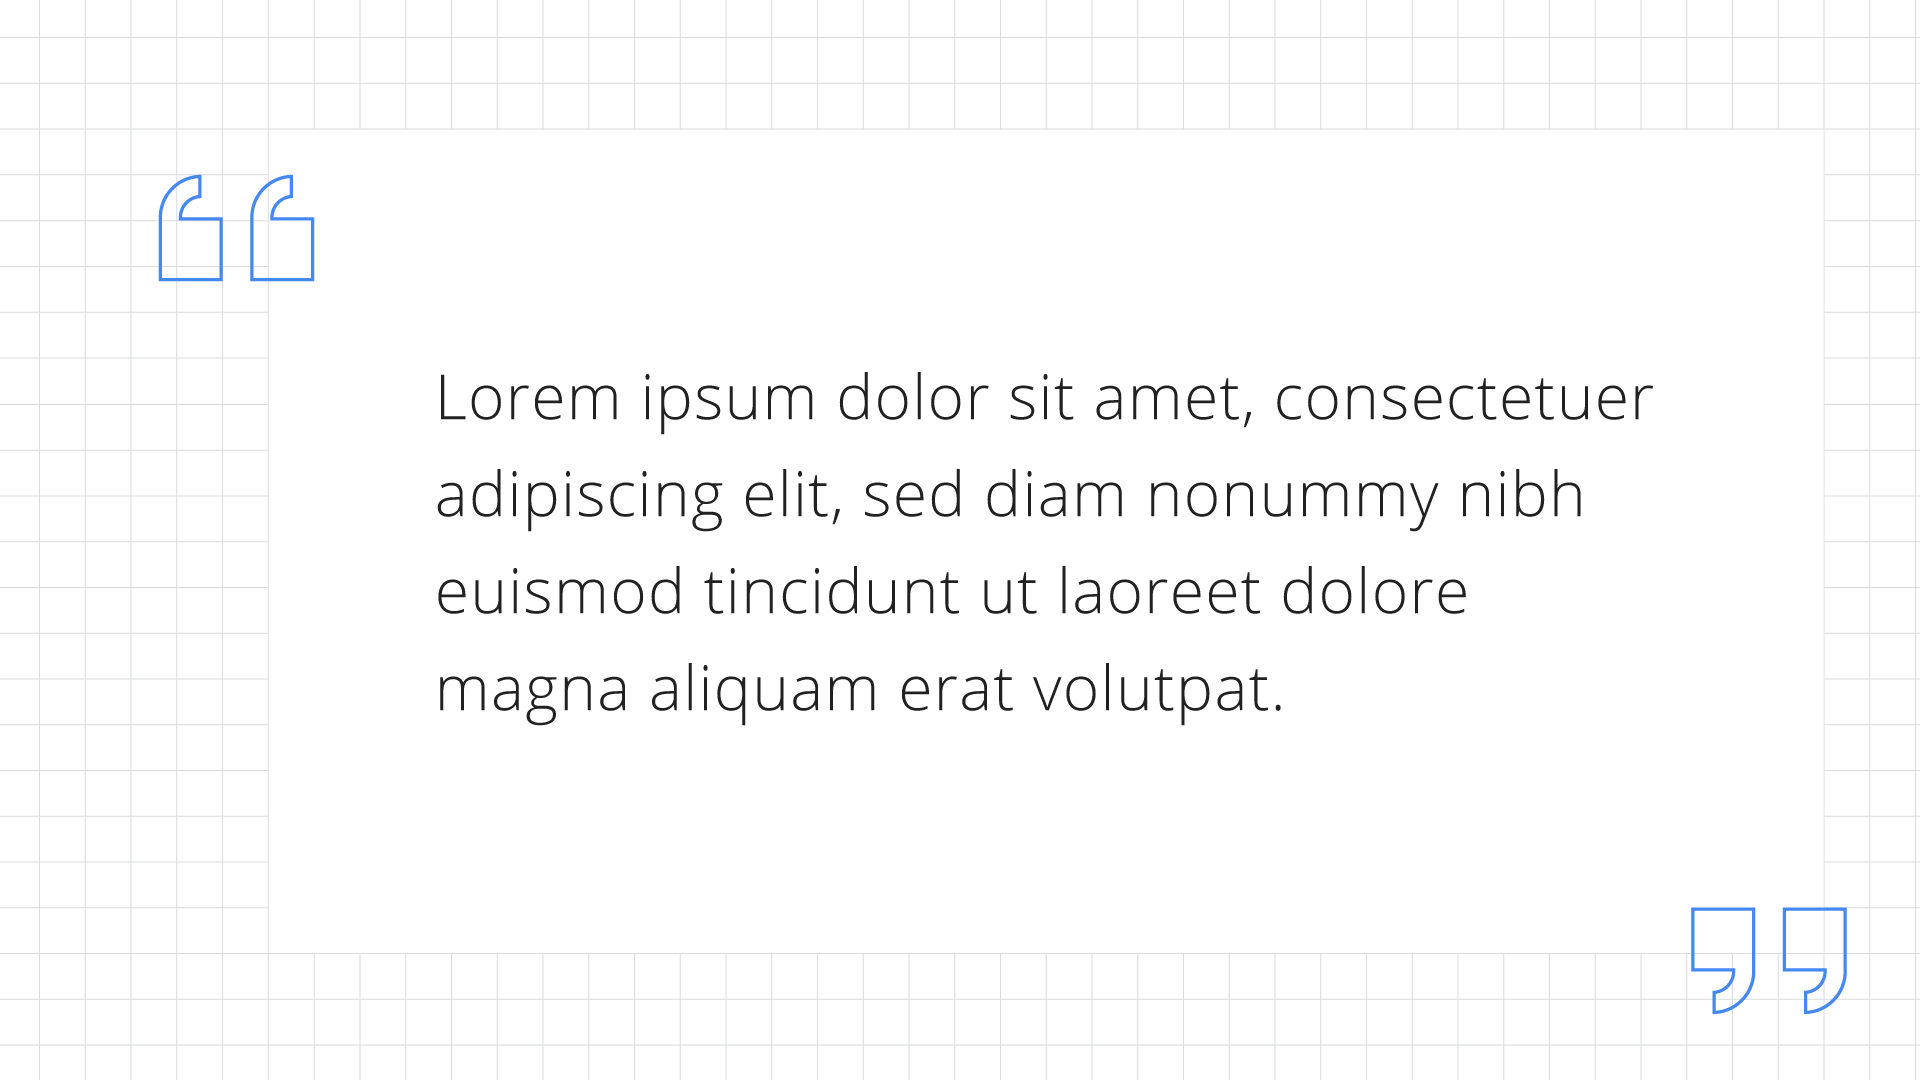 Lorem ipsum dolor sit amet, consectetuer
adipiscing elit, sed diam nonummy nibh
euismod tincidunt ut laoreet dolore
magna aliquam erat volutpat.